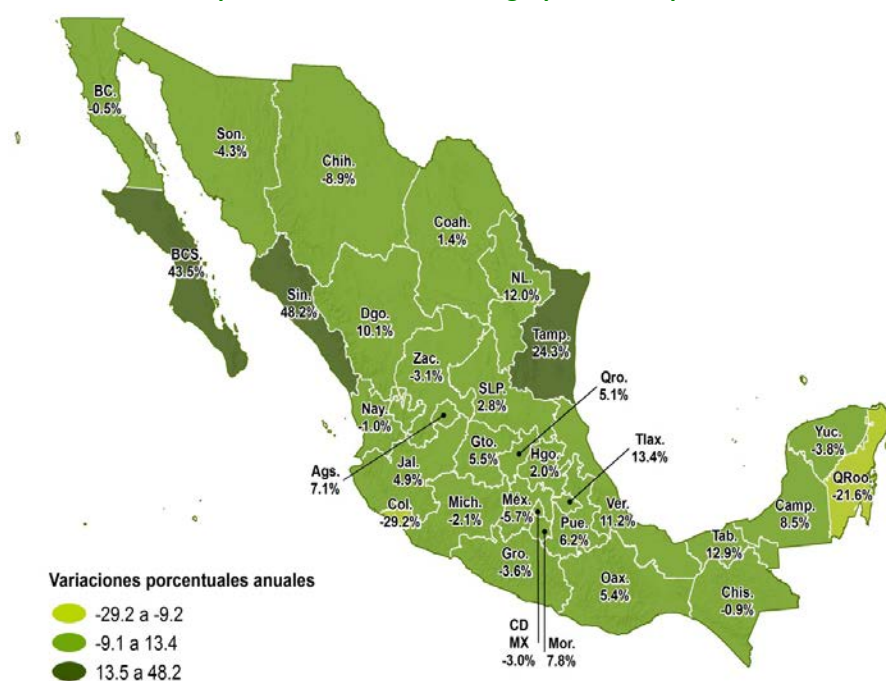 BC.
-0.5%
Son.
-4.3%
Chih.
-8.9%
Coah.
1.4%
BCS.
43.5%
Sin.
48.2%
NL.
12.0%
Dgo.
10.1%
Tamp.
24.3%
Zac.
-3.1%
SLP.
2.8%
Qro.
5.1%
Nay.
-1.0%
Ags.
7.1%
Gto.
5.5%
Hgo.
2.0%
Tlax.
13.4%
Yuc.
-3.8%
QRoo.
-21.6%
Jal.
4.9%
Col.
-29.2%
Mich.
-2.1%
Méx.
-5.7%
Pue.
6.2%
Ver.
11.2%
Camp.
8.5%
Tab.
12.9%
Gro.
-3.6%
Oax.
5.4%
Chis.
-0.9%
CD
MX
-3.0%
Mor.
7.8%
Variaciones porcentuales anuales
-29.2 a -9.2
-9.1 a 13.4
13.5 a 48.2